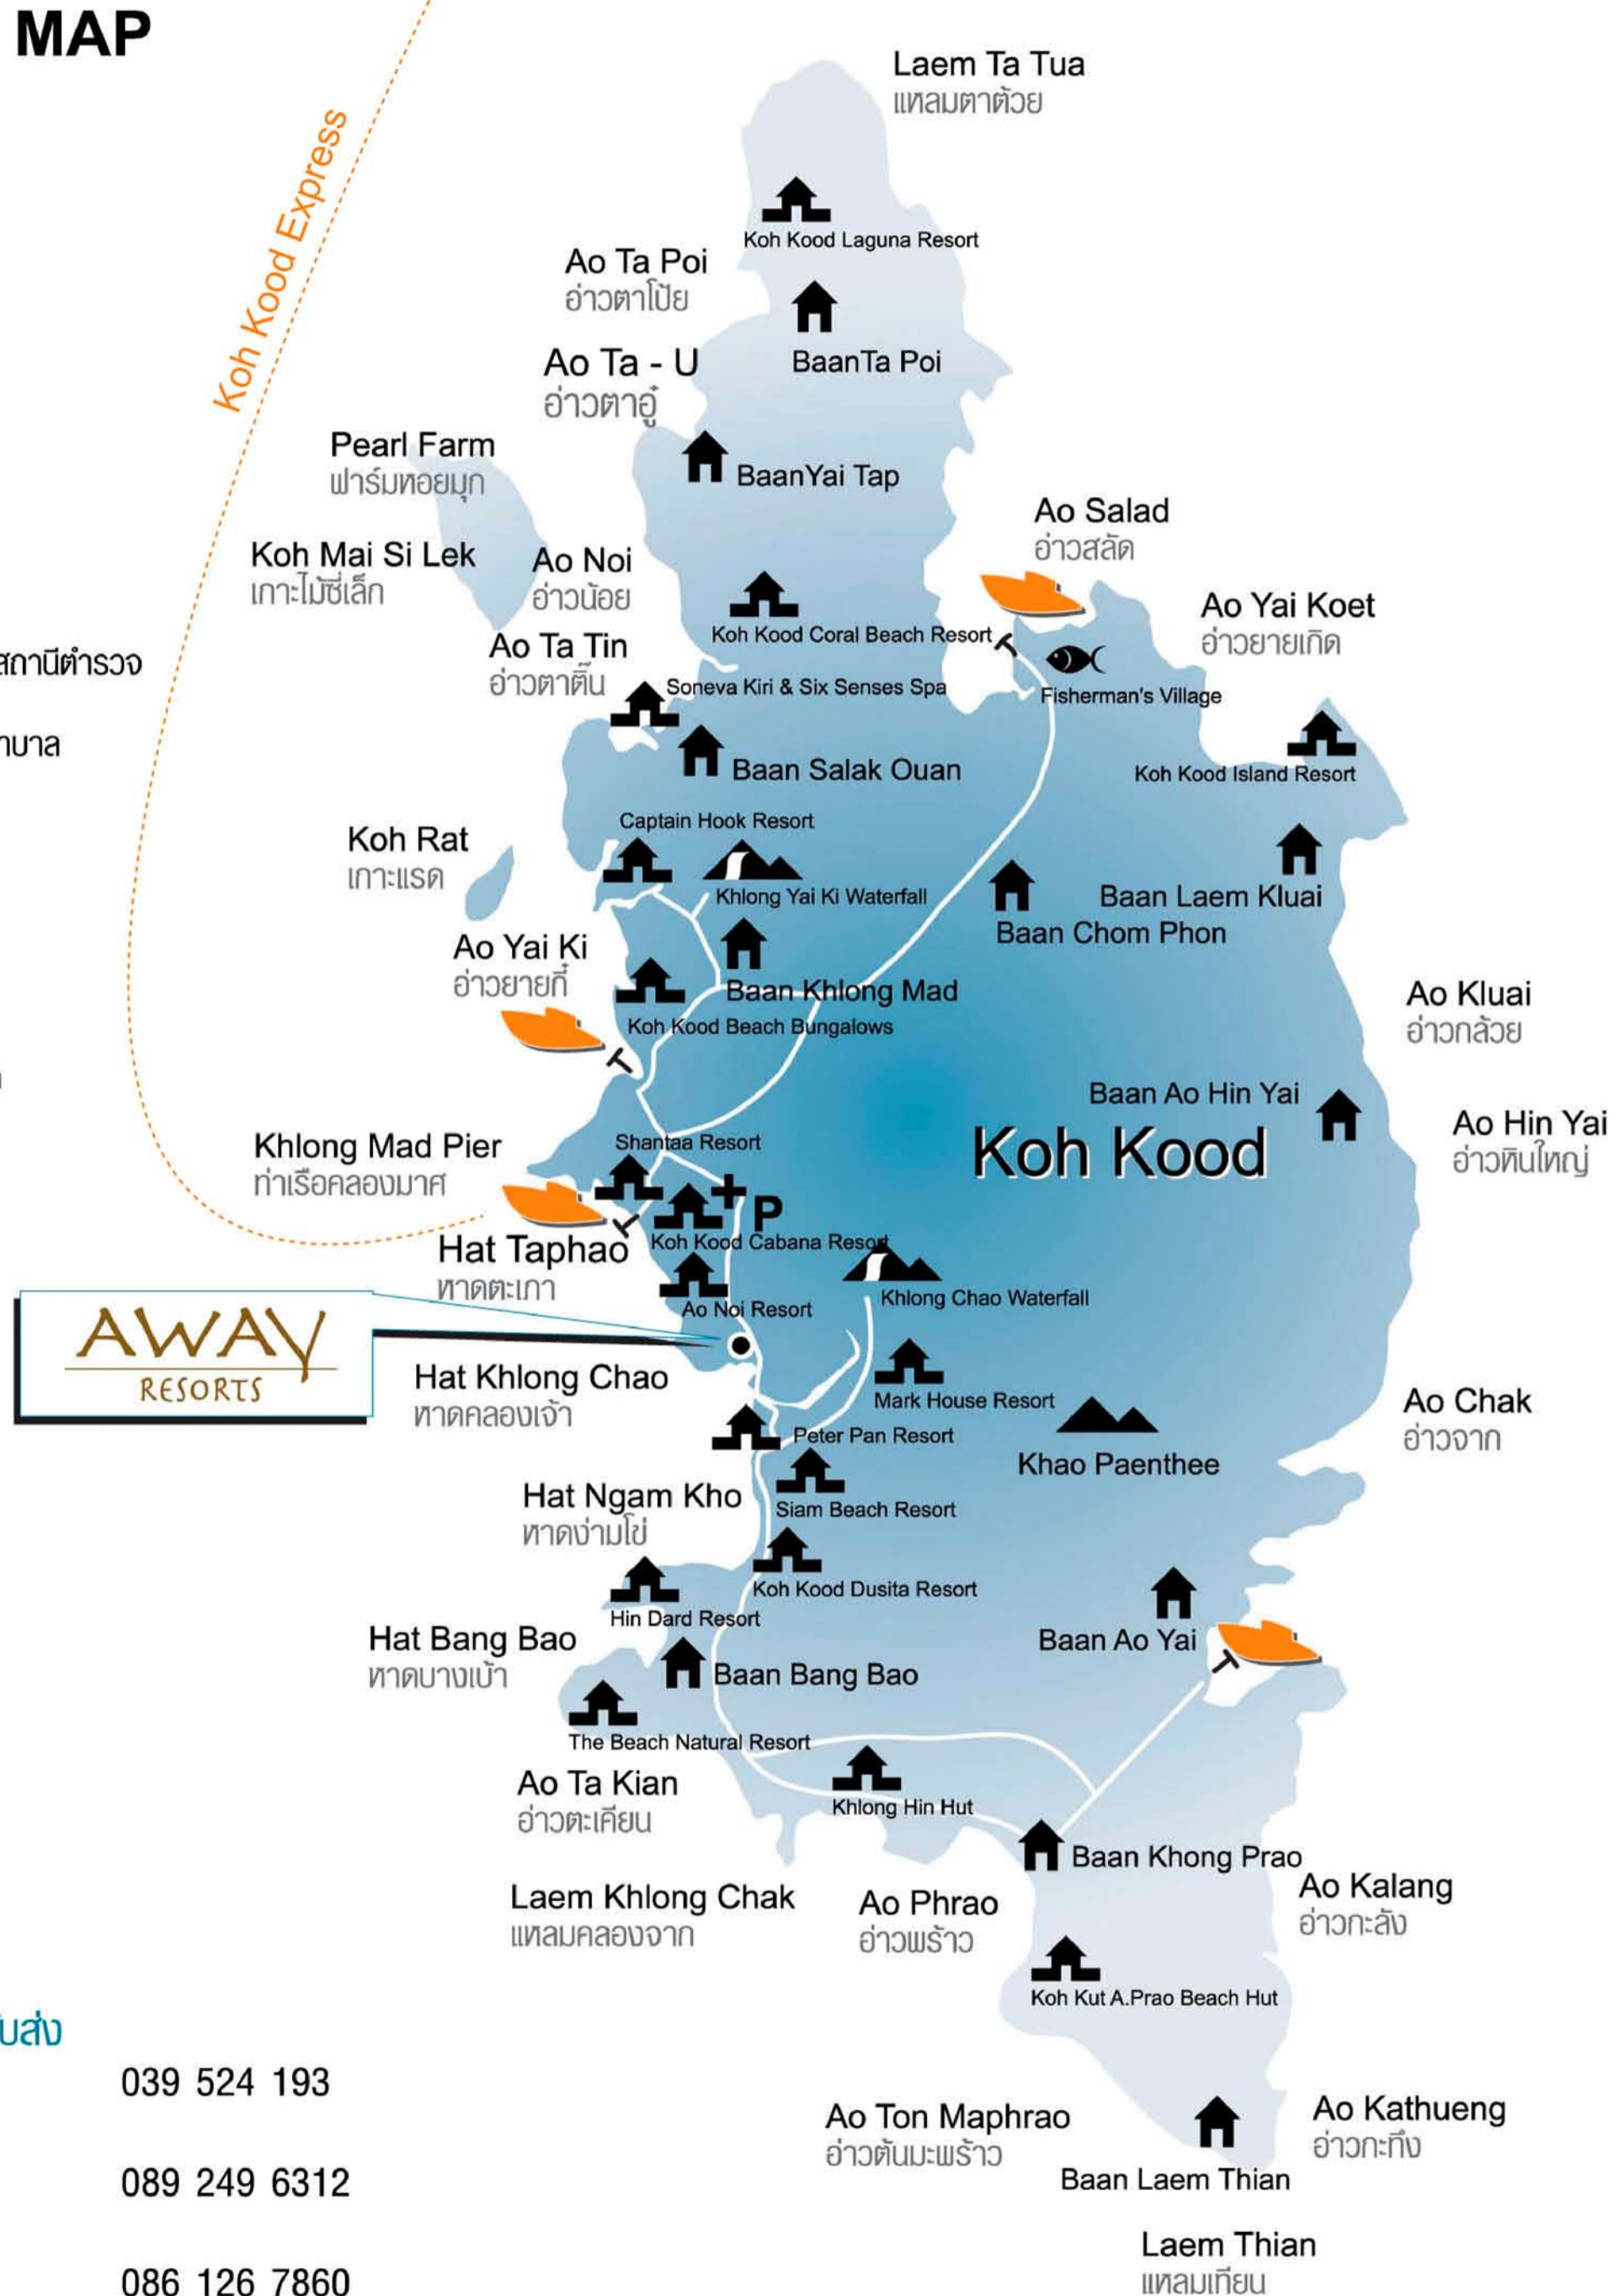 MAP
Koh Kood Express
Laem Ta Tua
แหลมตาต้วย
Koh Kood Laguna Resort
Ao Ta Poi
อ่าวตาโป้ย
BaanTa Poi
Ao Ta - U
อ่าวตาอู๋
Pearl Farm
ฟาร์มหอยมุก
BaanYai Tap
Ao Salad
อ่าวสลัด
Koh Mai Si Lek
เกาะไม้ซี่เล็ก
Ao Noi
อ่าวน้อย
Ao Yai Koet
อ่าวยายเกิด
Koh Kood Coral Beach Resort
Ao Ta Tin
อ่าวตาติ๊น
สถานีตำรวจ
Soneva Kiri & Six Senses Spa
Fisherman's Village
Baan Salak Ouan
Koh Kood Island Resort
Captain Hook Resort
Koh Rat
เกาะแรด
Khlong Yai Ki Waterfall
Baan Laem Kluai
Baan Chom Phon
Ao Yai Ki
อ่าวยายกี๋
Baan Khlong Mad
Koh Kood Beach Bungalows
Ao Kluai
อ่าวกล้วย
Baan Ao Hin Yai
Koh Kood
Ao Hin Yai
อ่าวหินใหญ่
Khlong Mad Pier
ท่าเรือคลองมาศ
Shantaa Resort
P
Koh Kood Cabana Resort
Hat Taphao
หาดตะเภา
Khlong Chao Waterfall
Ao Noi Resort
AWAY
RESORTS
Hat Khlong Chao
หาดคลองเจ้า
Mark House Resort
Ao Chak
อ่าวจาก
Peter Pan Resort
Khao Paenthee
Hat Ngam Kho
หาดง่ามโข่
Siam Beach Resort
Koh Kood Dusita Resort
Hin Dard Resort
Hat Bang Bao
หาดบางเบ้า
Baan Ao Yai
Baan Bang Bao
The Beach Natural Resort
Ao Ta Kian
อ่าวตะเคียน
Khlong Hin Hut
Baan Khong Prao
Laem Khlong Chak
แหลมคลองจาก
Ao Phrao
อ่าวพร้าว
Ao Kalang
อ่าวกะลัง
Koh Kut A.Prao Beach Hut
039 524 193
Ao Ton Maphrao
อ่าวต้นมะพร้าว
Ao Kathueng
อ่าวกะทึง
Baan Laem Thian
089 249 6312
Laem Thian
แหลมเทียน
086 126 7860